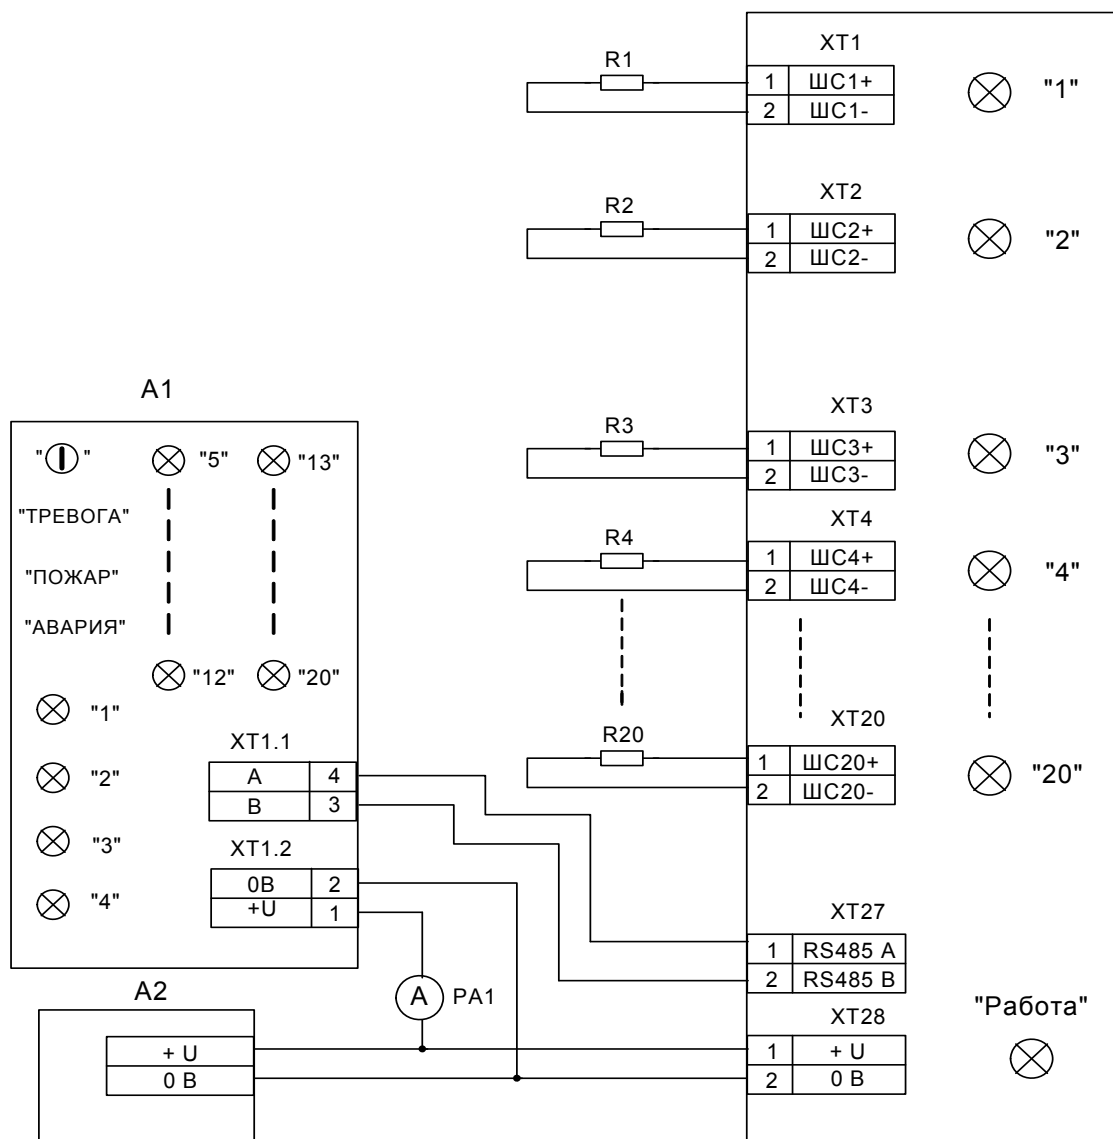 XT1
R1
1 ШС1+
2 ШС1-
"1"
XT2
R2
1 ШС2+
2 ШС2-
"2"
A1
XT3
R3
1 ШС3+
2 ШС3-
"3"
" "
"5"
"13"
"ТРЕВОГА"
"ПОЖАР"
"АВАРИЯ"
"12"
"20"
"1"
"2"
"3"
"4"
XT4
R4
1 ШС4+
2 ШС4-
"4"
XT20
R20
1 ШС20+
2 ШС20-
"20"
XT1.1
A 4
B 3
XT1.2
0В 2
+U 1
XT27
1 RS485 A
2 RS485 B
A
PA1
A2
+ U
0 В
XT28
1 + U
2 0 В
"Работа"